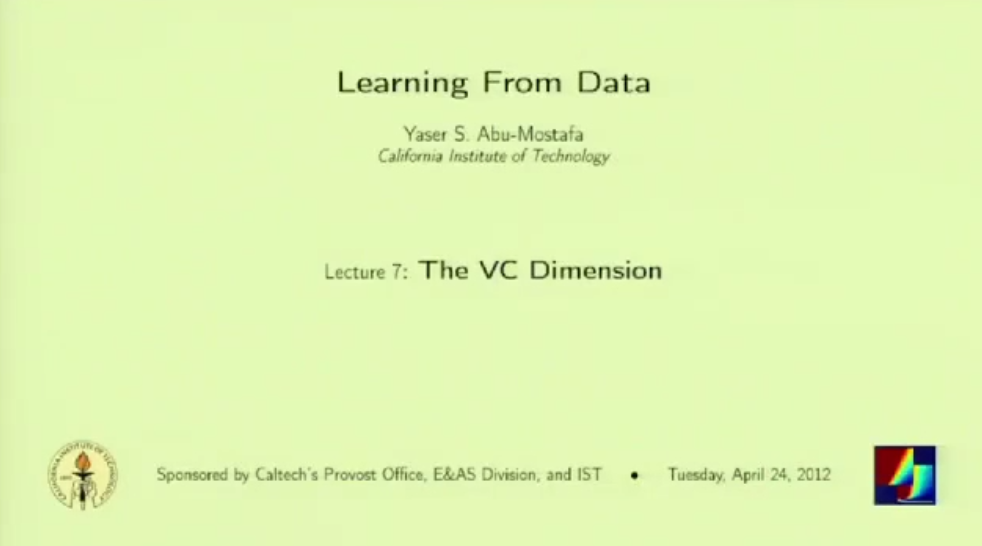 Learning From Data
Yaser S. Abu-Mostafa
California Institute of Technology
Lecture 7: The VC Dimension
Sponsored by Caltech's Provost Office, E&AS Division, and IST • Tuesday, April 24, 2012